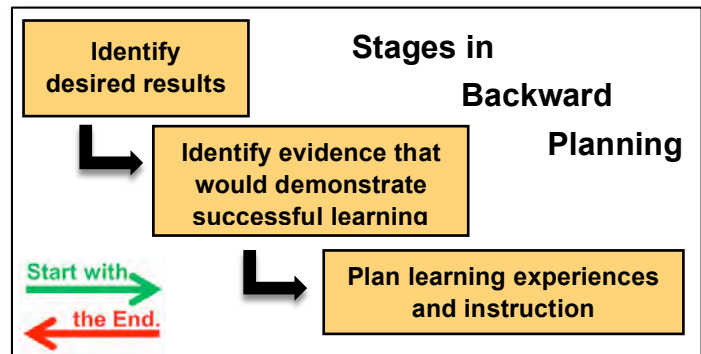 Identify
desired results
Stages in
Backward
Planning
Identify evidence that
would demonstrate
successful learning
Start with
the End.
Plan learning experiences
and instruction